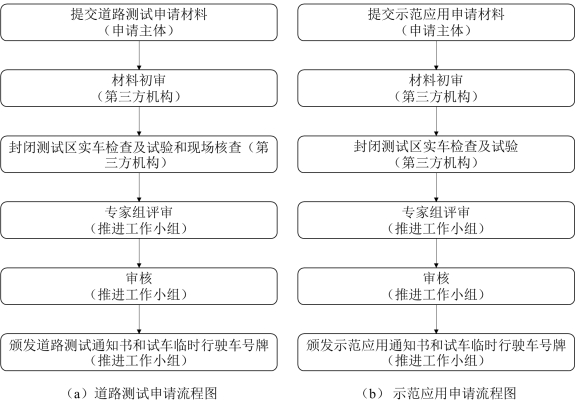 提交道路测试申请材料
（申请主体）
材料初审
（第三方机构）
封闭测试区实车检查及试验和现场核查（第
三方机构）
专家组评审
（推进工作小组）
审核
（推进工作小组）
颁发道路测试通知书和试车临时行驶车号牌
（推进工作小组）
（a）道路测试申请流程图
提交示范应用申请材料
（申请主体）
材料初审
（第三方机构）
封闭测试区实车检查及试验
（第三方机构）
专家组评审
（推进工作小组）
审核
（推进工作小组）
颁发示范应用通知书和试车临时行驶车号牌
（推进工作小组）
（b） 示范应用申请流程图